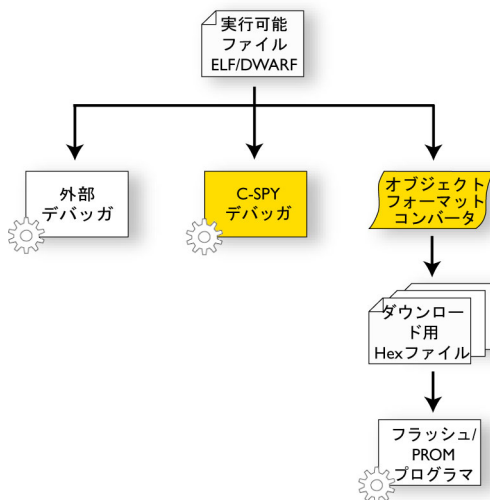 実行可能
ファイル
ELF/DWARF
外部
デバッガ
C-SPY
デバッガ
オブジェクト
フォーマット
コンバータ
ダウンロー
ド用
Hexファイル
フラッシュ/
PROM
プログラマ